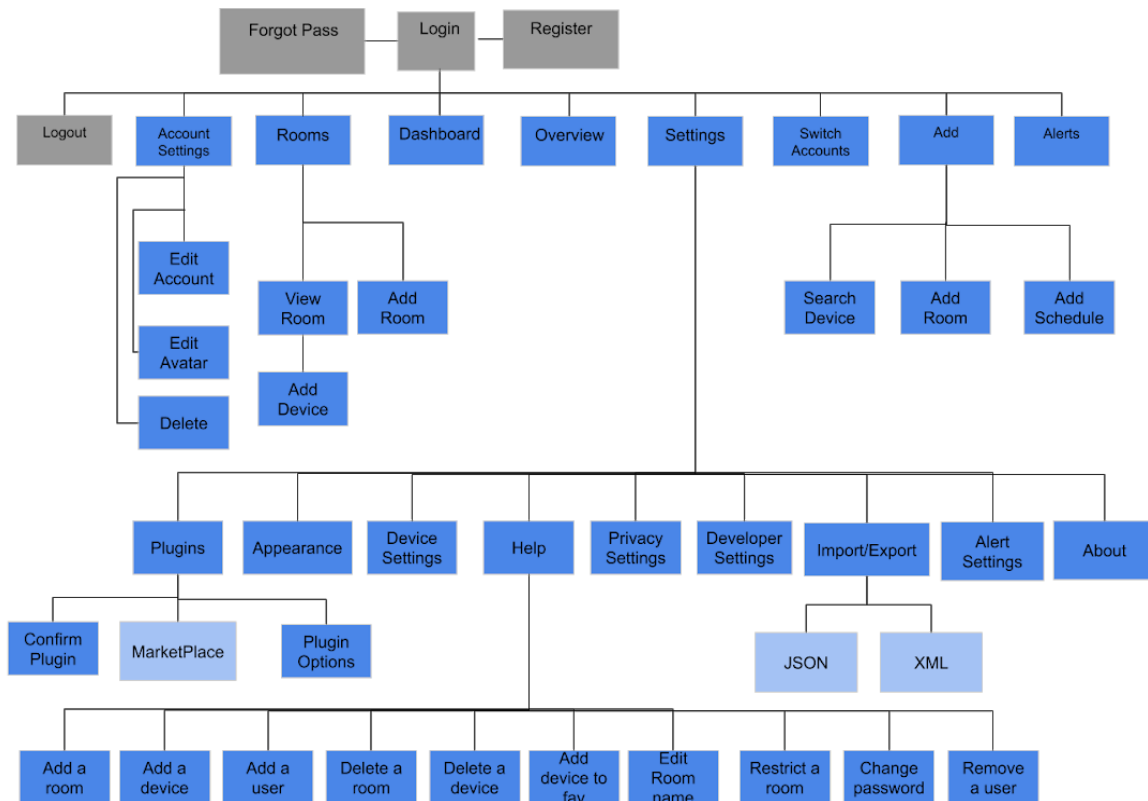 Forgot Pass
Login
Register
Logout
Account
Settings
Rooms
Dashboard
Overview
Settings
Switch
Accounts
Add
Alerts
Edit
Account
View
Room
Add
Room
Search
Device
Add
Room
Add
Schedule
Edit
Avatar
Add
Device
Delete
Plugins
Appearance
Device
Settings
Help
Privacy
Settings
Developer
Settings
Import/Export
Alert
Settings
About
Confirm
Plugin
MarketPlace
Plugin
Options
JSON
XML
Add a
room
Add a
device
Add a
user
Delete a
room
Delete a
device
Add
device to
fav
Edit
Room
name
Restrict a
room
Change
password
Remove
a user